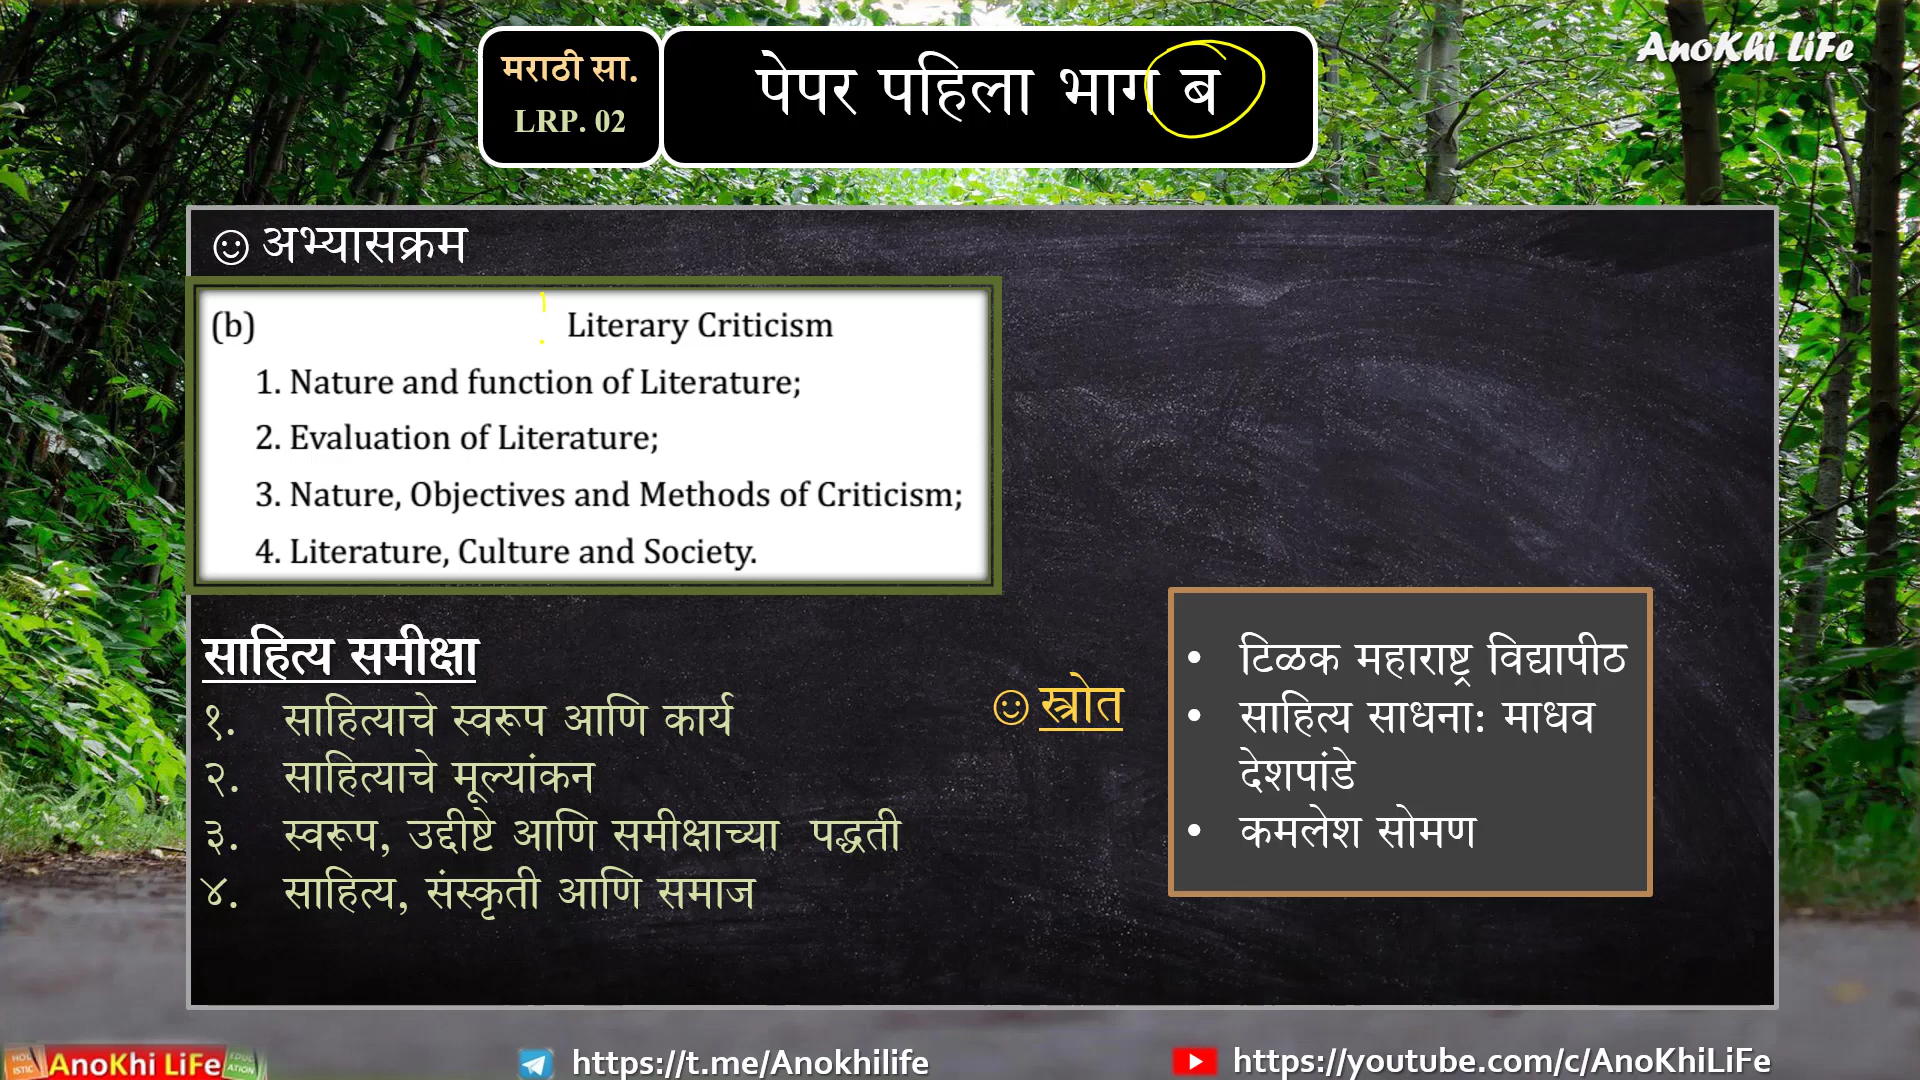 AnoKhi LiFe
मराठी सा.
LRP. 02
पेपर पहिला भाग ब
☺अभ्यासक्रम
(b) Literary Criticism
1. Nature and function of Literature;
2. Evaluation of Literature;
3. Nature, Objectives and Methods of Criticism;
4. Literature, Culture and Society.
साहित्य समीक्षा
१. साहित्याचे स्वरूप आणि कार्य
२. साहित्याचे मूल्यांकन
३. स्वरूप, उद्दीष्टे आणि समीक्षाच्या पद्धती
४. साहित्य, संस्कृती आणि समाज
☺स्त्रोत
• टिळक महाराष्ट्र विद्यापीठ
• साहित्य साधना: माधव
देशपांडे
• कमलेश सोमण
HOLISTIC AnoKhi LiFe EDUCATION
https://t.me/Anokhilife
https://youtube.com/c/AnoKhiLiFe